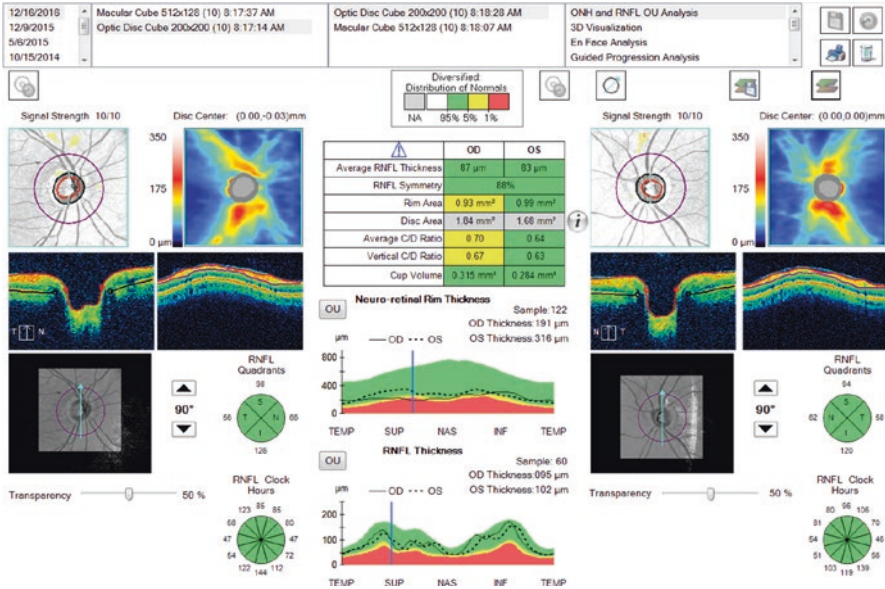 12/16/2016
12/9/2015
5/6/2015
10/15/2014
Macular Cube 512x128 (10) 8:17:37 AM
Optic Disc Cube 200x200 (10) 8:17:14 AM
Optic Disc Cube 200x200 (10) 8:18:28 AM
Macular Cube 512x128 (10) 8:18:07 AM
ONH and RNFL OU Analysis
3D Visualization
En Face Analysis
Guided Progression Analysis
Diversified:
Distribution of Normals
NA 95% 5% 1%
Signal Strength 10/10
Disc Center: (0.00,-0.03)mm
350
175
0 µm
OD OS
Average RNFL Thickness 87 µm 83 µm
RNFL Symmetry 88%
Rim Area 0.93 mm² 0.99 mm²
Disc Area 1.84 mm² 1.68 mm²
Average C/D Ratio 0.70 0.64
Vertical C/D Ratio 0.67 0.63
Cup Volume 0.315 mm³ 0.284 mm³
i
Signal Strength 10/10
Disc Center: (0.00,0.00)mm
350
175
0 µm
T N
RNFL
Quadrants
98
56 T S N I 65
126
90°
Transparency 50 %
RNFL Clock
Hours
123 85 85
68 80
47 47
54 72
122 144 112
OU
Neuro-retinal Rim Thickness
Sample:122
OD Thickness:191 µm
OS Thickness:316 µm
µm
OD OS
800
400
0
TEMP SUP NAS INF TEMP
OU
RNFL Thickness
Sample: 60
OD Thickness:095 µm
OS Thickness:102 µm
µm
OD OS
200
100
0
TEMP SUP NAS INF TEMP
N T
RNFL
Quadrants
94
62 N S T I 58
120
90°
Transparency 50 %
RNFL Clock
Hours
80 96 106
81 70
54 46
51 56
103 119 139